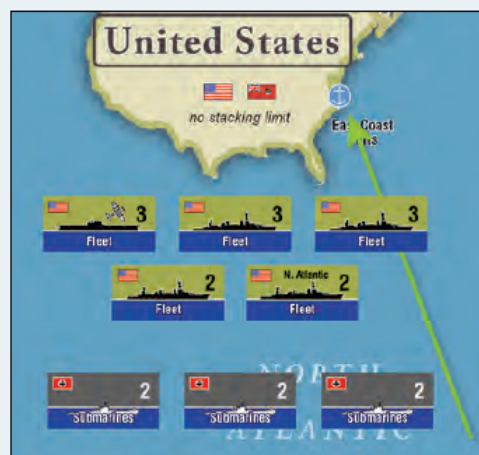 United States
no stacking limit
East Coast
3
Fleet
3
Fleet
3
Fleet
2
Fleet
N. Atlantic 2
Fleet
NORTH
2
Submarines
2
Submarines
2
Submarines
ATLANTIC